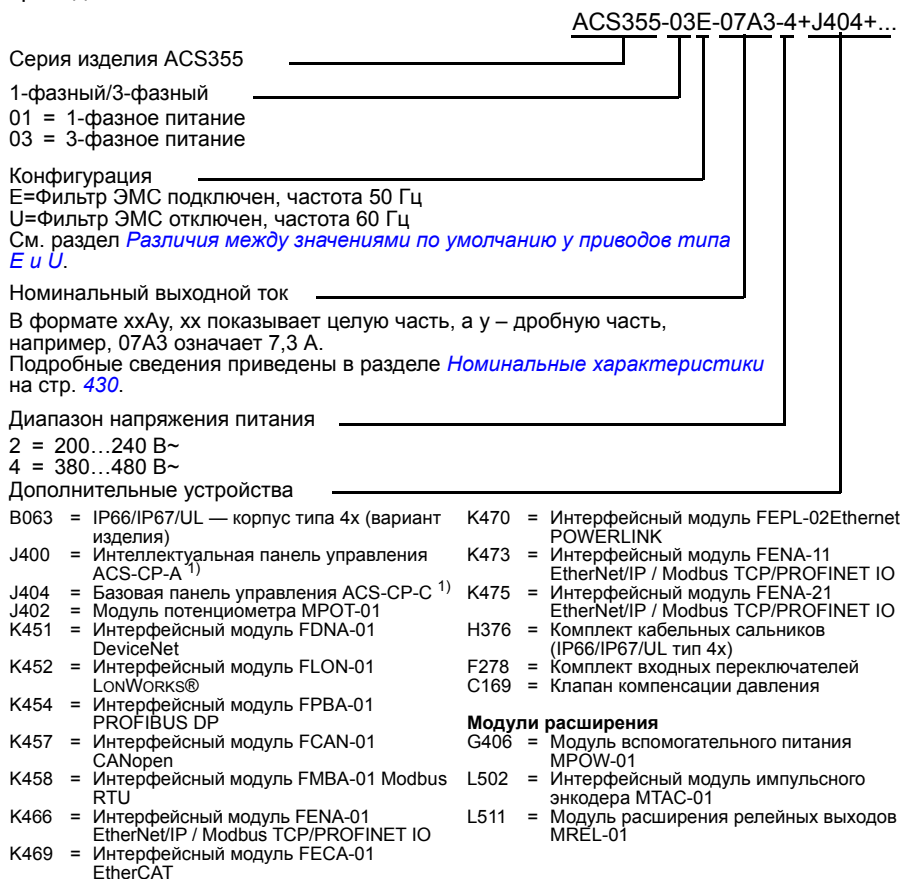 ACS355-03E-07A3-4+J404+...
Серия изделия ACS355
1-фазный/3-фазный
01 = 1-фазное питание
03 = 3-фазное питание
Конфигурация
E=Фильтр ЭМС подключен, частота 50 Гц
U=Фильтр ЭМС отключен, частота 60 Гц
См. раздел Различия между значениями по умолчанию у приводов типа
E и U.
Номинальный выходной ток
В формате xxAy, xx показывает целую часть, а y – дробную часть,
например, 07A3 означает 7,3 А.
Подробные сведения приведены в разделе Номинальные характеристики
на стр. 430.
Диапазон напряжения питания
2 = 200…240 В~
4 = 380…480 В~
Дополнительные устройства
B063 = IP66/IP67/UL — корпус типа 4x (вариант
изделия)
J400 = Интеллектуальная панель управления
ACS-CP-A 1)
J404 = Базовая панель управления ACS-CP-C 1)
J402 = Модуль потенциометра MPOT-01
K451 = Интерфейсный модуль FDNA-01
DeviceNet
K452 = Интерфейсный модуль FLON-01
LONWORKS®
K454 = Интерфейсный модуль FPBA-01
PROFIBUS DP
K457 = Интерфейсный модуль FCAN-01
CANopen
K458 = Интерфейсный модуль FMBA-01 Modbus
RTU
K466 = Интерфейсный модуль FENA-01
EtherNet/IP / Modbus TCP/PROFINET IO
K469 = Интерфейсный модуль FECA-01
EtherCAT
K470 = Интерфейсный модуль FEPL-02Ethernet
POWERLINK
K473 = Интерфейсный модуль FENA-11
EtherNet/IP / Modbus TCP/PROFINET IO
K475 = Интерфейсный модуль FENA-21
EtherNet/IP / Modbus TCP/PROFINET IO
H376 = Комплект кабельных сальников
(IP66/IP67/UL тип 4x)
F278 = Комплект входных переключателей
C169 = Клапан компенсации давления
Модули расширения
G406 = Модуль вспомогательного питания
MPOW-01
L502 = Интерфейсный модуль импульсного
энкодера MTAC-01
L511 = Модуль расширения релейных выходов
MREL-01